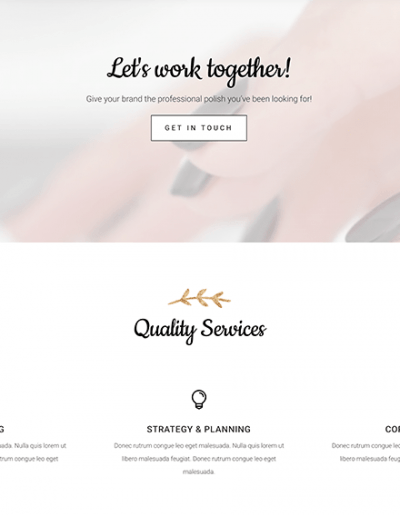 Let's work together!
Give your brand the professional polish you've been looking for!
GET IN TOUCH
Quality Services
G
STRATEGY & PLANNING
COP
ada. Nulla quis lorem ut
rutrum congue leo eget
Donec rutrum congue leo eget malesuada. Nulla quis lorem ut
libero malesuada feugiat. Donec rutrum congue leo eget
malesuada.
Donec rutrum congue le
libero malesuada feug